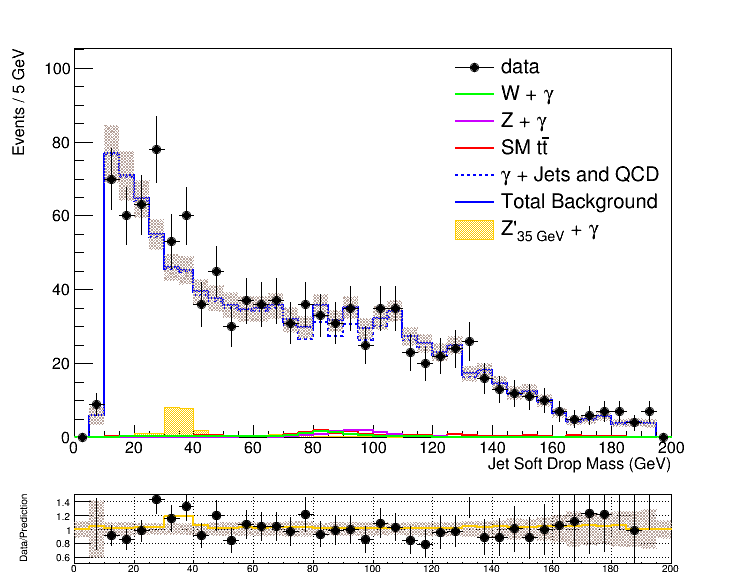 Events / 5 GeV
100
80
60
40
20
0
data
W + γ
Z + γ
SM tt̄
γ + Jets and QCD
Total Background
Z'35 GeV + γ
0 20 40 60 80 100 120 140 160 180 200
Jet Soft Drop Mass (GeV)
Data/Prediction
1.4
1.2
1
0.8
0.6
0 20 40 60 80 100 120 140 160 180 200